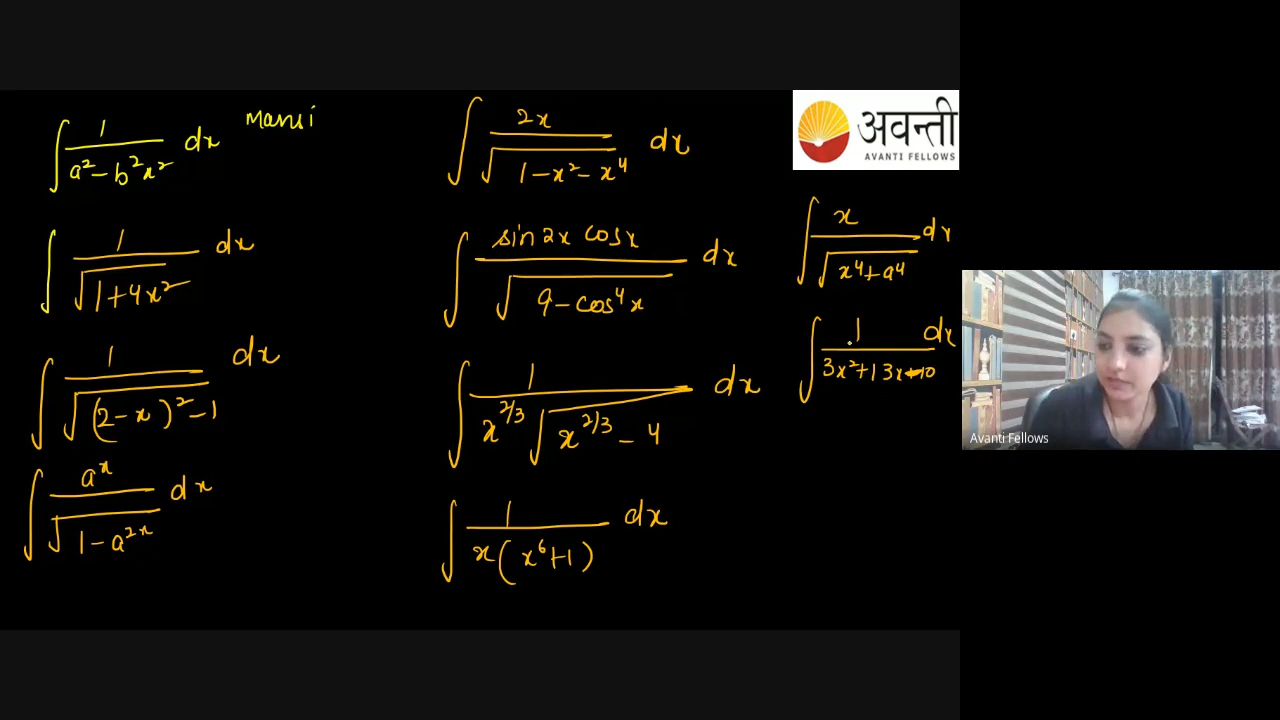 ∫ 1/(a² - b²x²) dx
Mansi
∫ 1/√(1+4x²) dx
∫ 1/√((2-x)² - 1) dx
∫ aˣ/√(1-a²ˣ) dx
∫ 2x/√(1-x²-x⁴) dx
∫ sin2x cosx/√(9-cos⁴x) dx
∫ 1/(x^(2/3) √(x^(2/3) - 4)) dx
∫ 1/(x(x⁶+1)) dx
अवन्ती
AVANTI FELLOWS
∫ x/√(x⁴+a⁴) dx
∫ 1/(3x²+13x-10) dx
Avanti Fellows